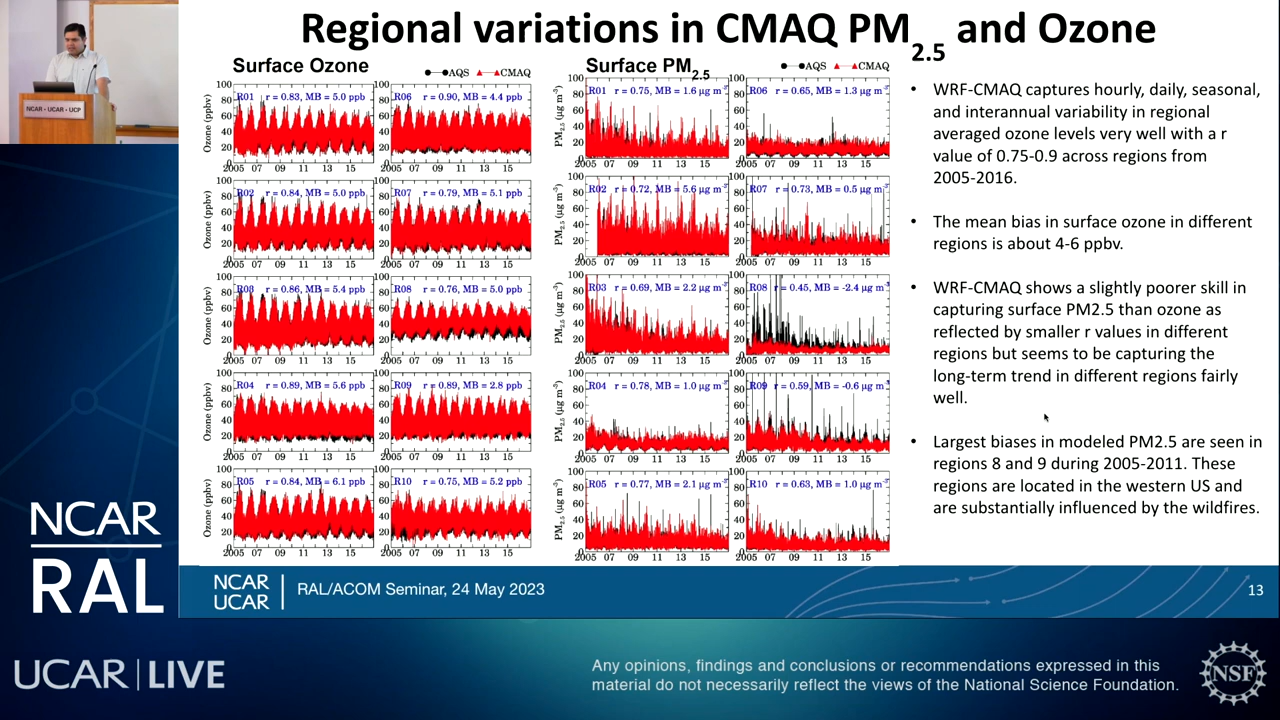 Regional variations in CMAQ PM2.5 and Ozone
Surface Ozone
AQS CMAQ
Surface PM2.5
AQS CMAQ
R01 r = 0.83, MB = 5.0 ppb
R06 r = 0.90, MB = 4.4 ppb
R02 r = 0.84, MB = 5.0 ppb
R07 r = 0.79, MB = 5.1 ppb
R03 r = 0.86, MB = 5.4 ppb
R08 r = 0.76, MB = 5.0 ppb
R04 r = 0.89, MB = 5.6 ppb
R09 r = 0.89, MB = 2.8 ppb
R05 r = 0.84, MB = 6.1 ppb
R10 r = 0.75, MB = 5.2 ppb
Ozone (ppbv)
2005 07 09 11 13 15
R01 r = 0.75, MB = 1.6 µg m-3
R06 r = 0.65, MB = 1.3 µg m-3
R02 r = 0.72, MB = 5.6 µg m-3
R07 r = 0.73, MB = 0.5 µg m-3
R03 r = 0.69, MB = 2.2 µg m-3
R08 r = 0.45, MB = -2.4 µg m-3
R04 r = 0.78, MB = 1.0 µg m-3
R09 r = 0.59, MB = -0.6 µg m-3
R05 r = 0.77, MB = 2.1 µg m-3
R10 r = 0.63, MB = 1.0 µg m-3
PM2.5 (µg m-3)
2005 07 09 11 13 15
• WRF-CMAQ captures hourly, daily, seasonal,
and interannual variability in regional
averaged ozone levels very well with a r
value of 0.75-0.9 across regions from
2005-2016.
• The mean bias in surface ozone in different
regions is about 4-6 ppbv.
• WRF-CMAQ shows a slightly poorer skill in
capturing surface PM2.5 than ozone as
reflected by smaller r values in different
regions but seems to be capturing the
long-term trend in different regions fairly
well.
• Largest biases in modeled PM2.5 are seen in
regions 8 and 9 during 2005-2011. These
regions are located in the western US and
are substantially influenced by the wildfires.
NCAR
UCAR
RAL/ACOM Seminar, 24 May 2023
13
NCAR • UCAR • UCP
NCAR
RAL
UCAR | LIVE
Any opinions, findings and conclusions or recommendations expressed in this
material do not necessarily reflect the views of the National Science Foundation.
NSF